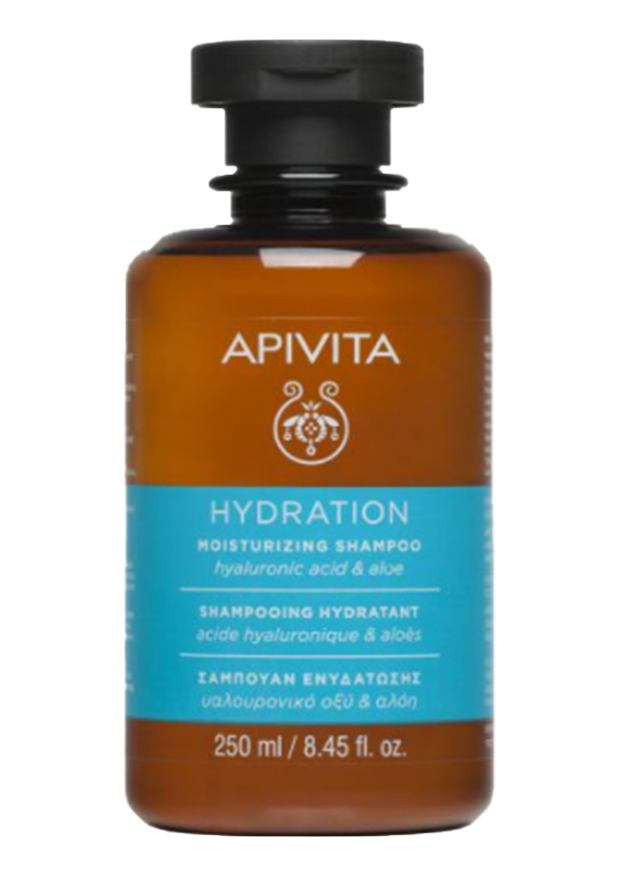 APIVITA
HYDRATION
MOISTURIZING SHAMPOO
hyaluronic acid & aloe
SHAMPOOING HYDRATANT
acide hyaluronique & aloès
ΣΑΜΠΟΥΑΝ ΕΝΥΔΑΤΩΣΗΣ
υαλουρονικό οξύ & αλόη
250 ml / 8.45 fl. oz.